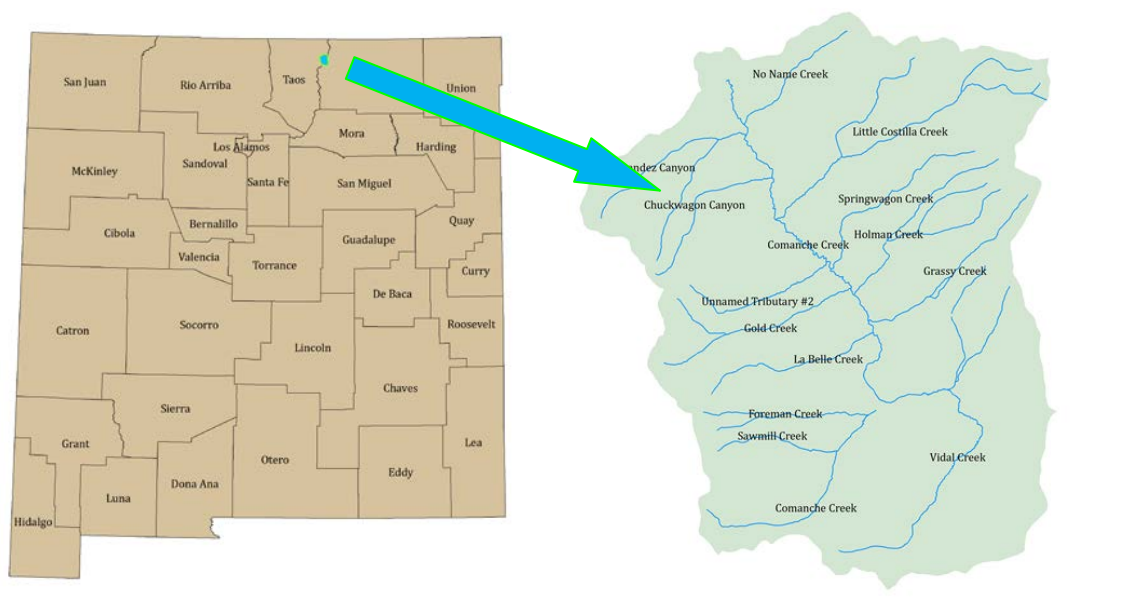 San Juan
Rio Arriba
Taos
Union
Mora
Harding
Los Alamos
Sandoval
McKinley
Santa Fe
San Miguel
Bernalillo
Quay
Cibola
Guadalupe
Valencia
Torrance
Curry
De Baca
Catron
Socorro
Roosevelt
Lincoln
Chaves
Sierra
Grant
Lea
Otero
Eddy
Dona Ana
Luna
Hidalgo
No Name Creek
Little Costilla Creek
Canyon
Chuckwagon Canyon
Springwagon Creek
Holman Creek
Comanche Creek
Grassy Creek
Unnamed Tributary #2
Gold Creek
La Belle Creek
Foreman Creek
Sawmill Creek
Vidal Creek
Comanche Creek